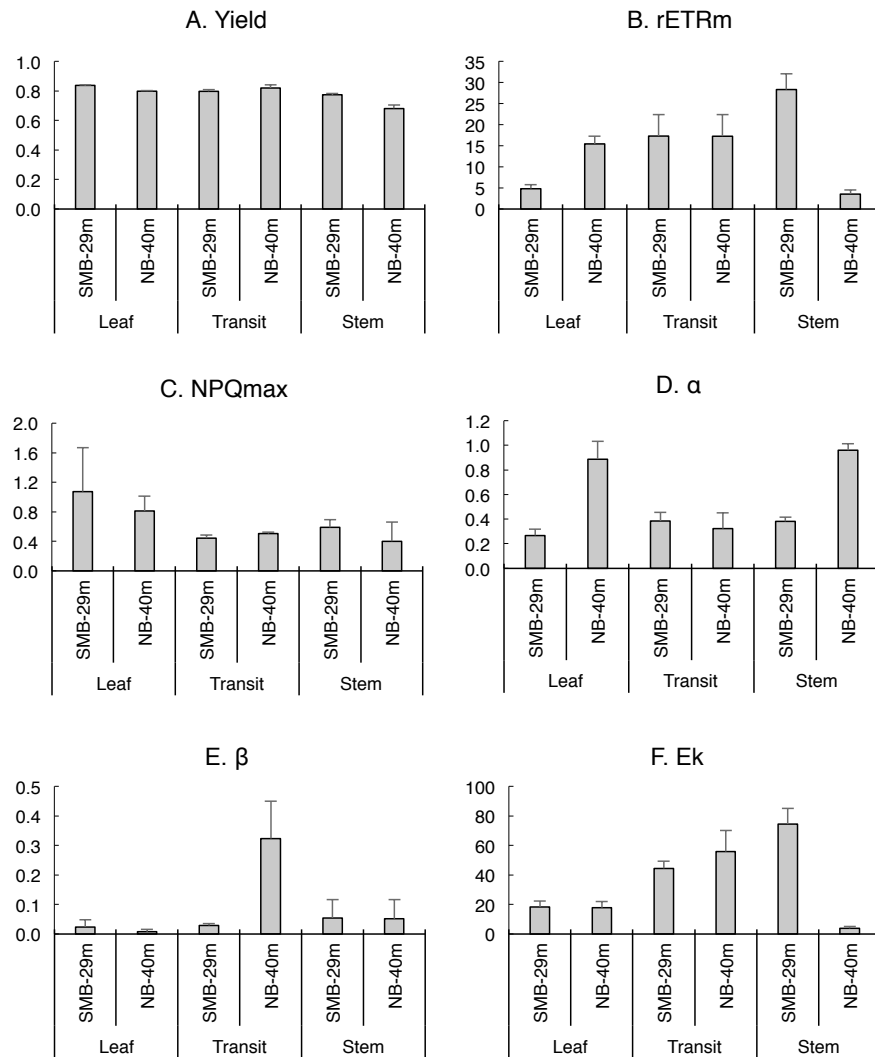 A. Yield
1.0
0.8
0.6
0.4
0.2
0.0
SMB-29m
NB-40m
SMB-29m
NB-40m
SMB-29m
NB-40m
Leaf Transit Stem
B. rETRm
35
30
25
20
15
10
5
0
SMB-29m
NB-40m
SMB-29m
NB-40m
SMB-29m
NB-40m
Leaf Transit Stem
C. NPQmax
2.0
1.6
1.2
0.8
0.4
0.0
SMB-29m
NB-40m
SMB-29m
NB-40m
SMB-29m
NB-40m
Leaf Transit Stem
D. α
1.2
1.0
0.8
0.6
0.4
0.2
0.0
SMB-29m
NB-40m
SMB-29m
NB-40m
SMB-29m
NB-40m
Leaf Transit Stem
E. β
0.5
0.4
0.3
0.2
0.1
0.0
SMB-29m
NB-40m
SMB-29m
NB-40m
SMB-29m
NB-40m
Leaf Transit Stem
F. Ek
100
80
60
40
20
0
SMB-29m
NB-40m
SMB-29m
NB-40m
SMB-29m
NB-40m
Leaf Transit Stem